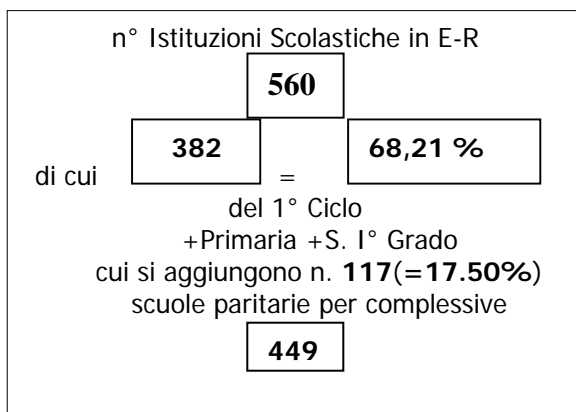 n° Istituzioni Scolastiche in E-R
560
382 68,21 %
di cui =
del 1° Ciclo
+Primaria +S. I° Grado
cui si aggiungono n. 117(=17.50%)
scuole paritarie per complessive
449